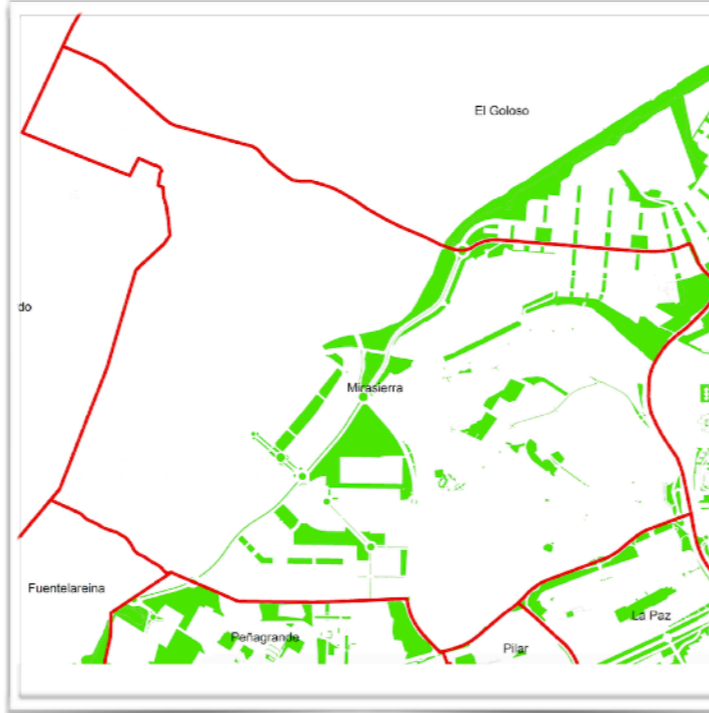 El Goloso
do
Mirasierra
Fuentelareina
Peñagrande
La Paz
Pilar